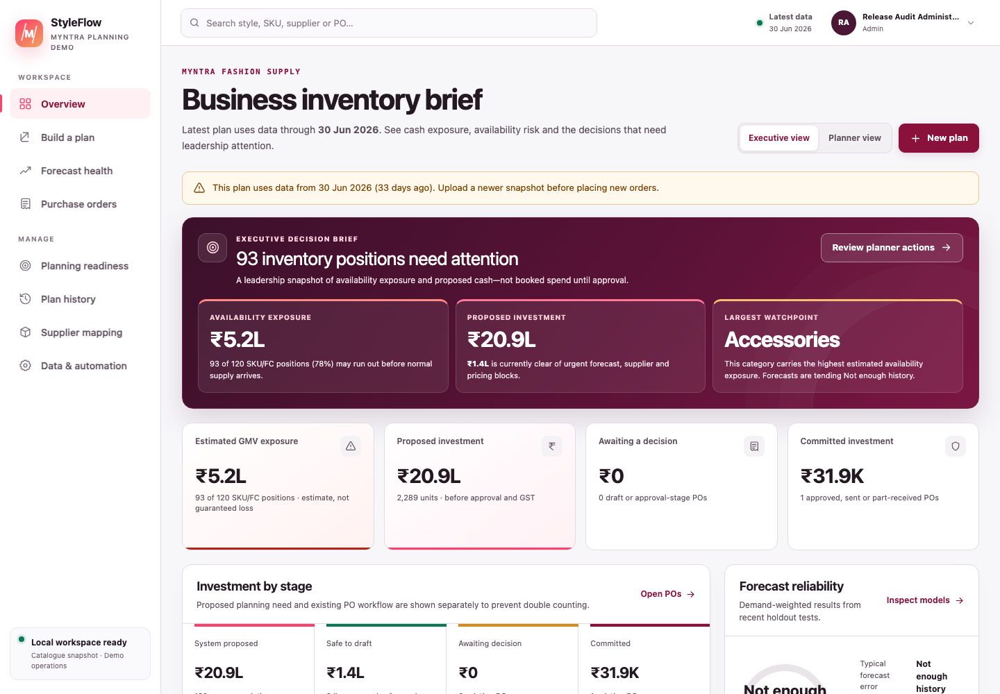 StyleFlow
MYNTRA PLANNING
DEMO
WORKSPACE
Overview
Build a plan
Forecast health
Purchase orders
MANAGE
Planning readiness
Plan history
Supplier mapping
Data & automation
Local workspace ready
Catalogue snapshot · Demo
operations
Search style, SKU, supplier or PO...
Latest data
30 Jun 2026
RA
Release Audit Administ...
Admin
MYNTRA FASHION SUPPLY
Business inventory brief
Latest plan uses data through 30 Jun 2026. See cash exposure, availability risk and the decisions that need
leadership attention.
Executive view
Planner view
New plan
This plan uses data from 30 Jun 2026 (33 days ago). Upload a newer snapshot before placing new orders.
EXECUTIVE DECISION BRIEF
93 inventory positions need attention
A leadership snapshot of availability exposure and proposed cash—not booked spend until approval.
Review planner actions
AVAILABILITY EXPOSURE
₹5.2L
93 of 120 SKU/FC positions (78%) may run out before normal
supply arrives.
PROPOSED INVESTMENT
₹20.9L
₹1.4L is currently clear of urgent forecast, supplier and
pricing blocks.
LARGEST WATCHPOINT
Accessories
This category carries the highest estimated availability
exposure. Forecasts are tending Not enough history.
Estimated GMV exposure
₹5.2L
93 of 120 SKU/FC positions · estimate, not
guaranteed loss
Proposed investment
₹
₹20.9L
2,289 units · before approval and GST
Awaiting a decision
₹0
0 draft or approval-stage POs
Committed investment
₹31.9K
1 approved, sent or part-received POs
Investment by stage
Proposed planning need and existing PO workflow are shown separately to prevent double counting.
Open POs
System proposed
₹20.9L
Safe to draft
₹1.4L
Awaiting decision
₹0
Committed
₹31.9K
Forecast reliability
Demand-weighted results from
recent holdout tests.
Inspect models
Not enough
Typical
forecast
error
Not
enough
history